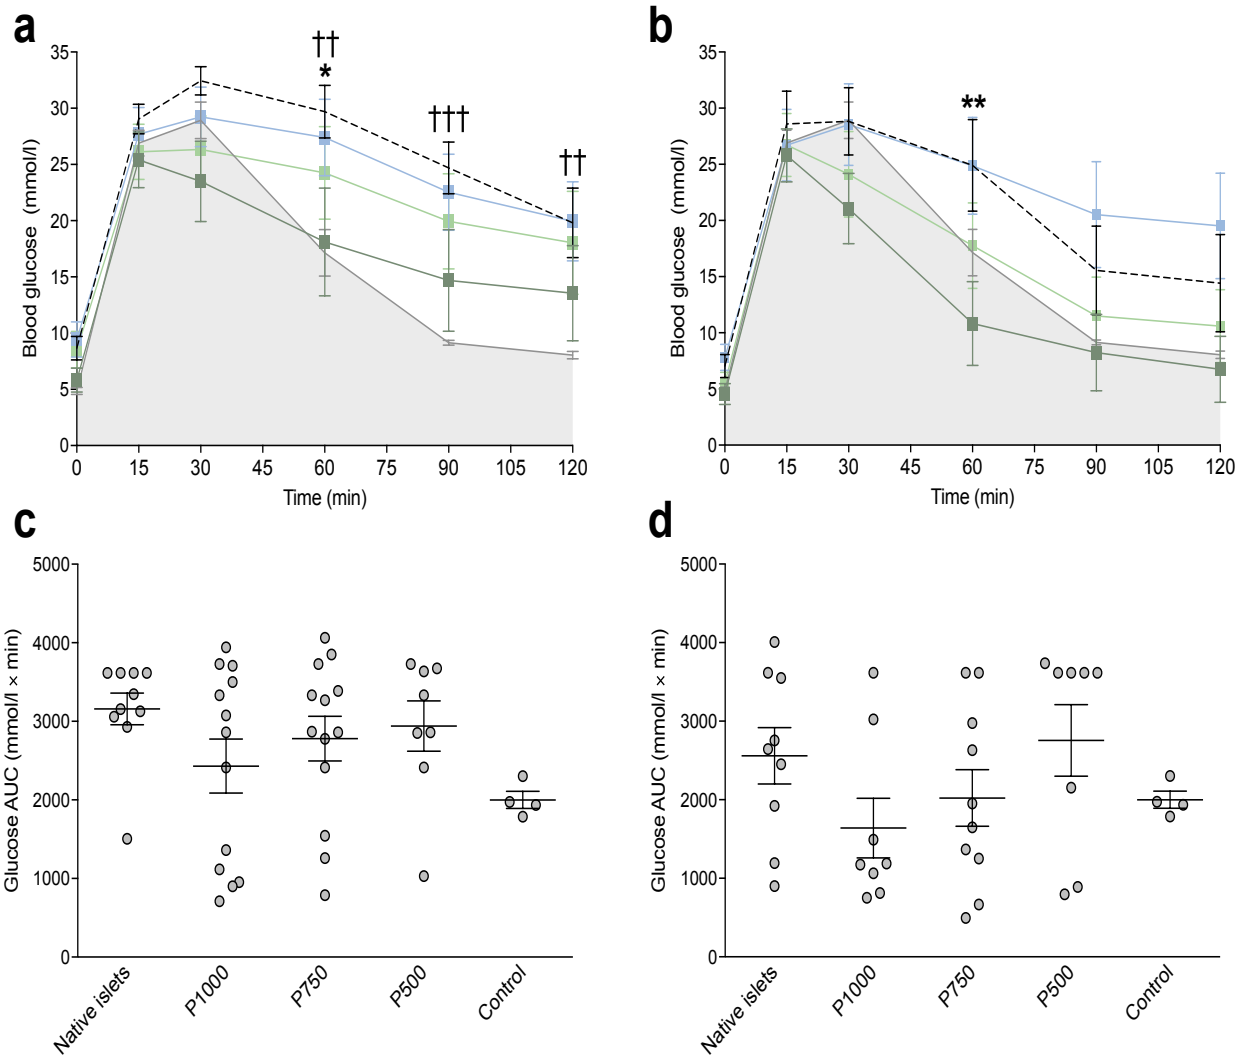 a
35
30
25
20
15
10
5
0
Blood glucose (mmol/l)
††
*
†††
††
0 15 30 45 60 75 90 105 120
Time (min)
b
35
30
25
20
15
10
5
0
Blood glucose (mmol/l)
**
0 15 30 45 60 75 90 105 120
Time (min)
c
5000
4000
3000
2000
1000
0
Glucose AUC (mmol/l × min)
Native islets P1000 P750 P500 Control
d
5000
4000
3000
2000
1000
0
Glucose AUC (mmol/l × min)
Native islets P1000 P750 P500 Control